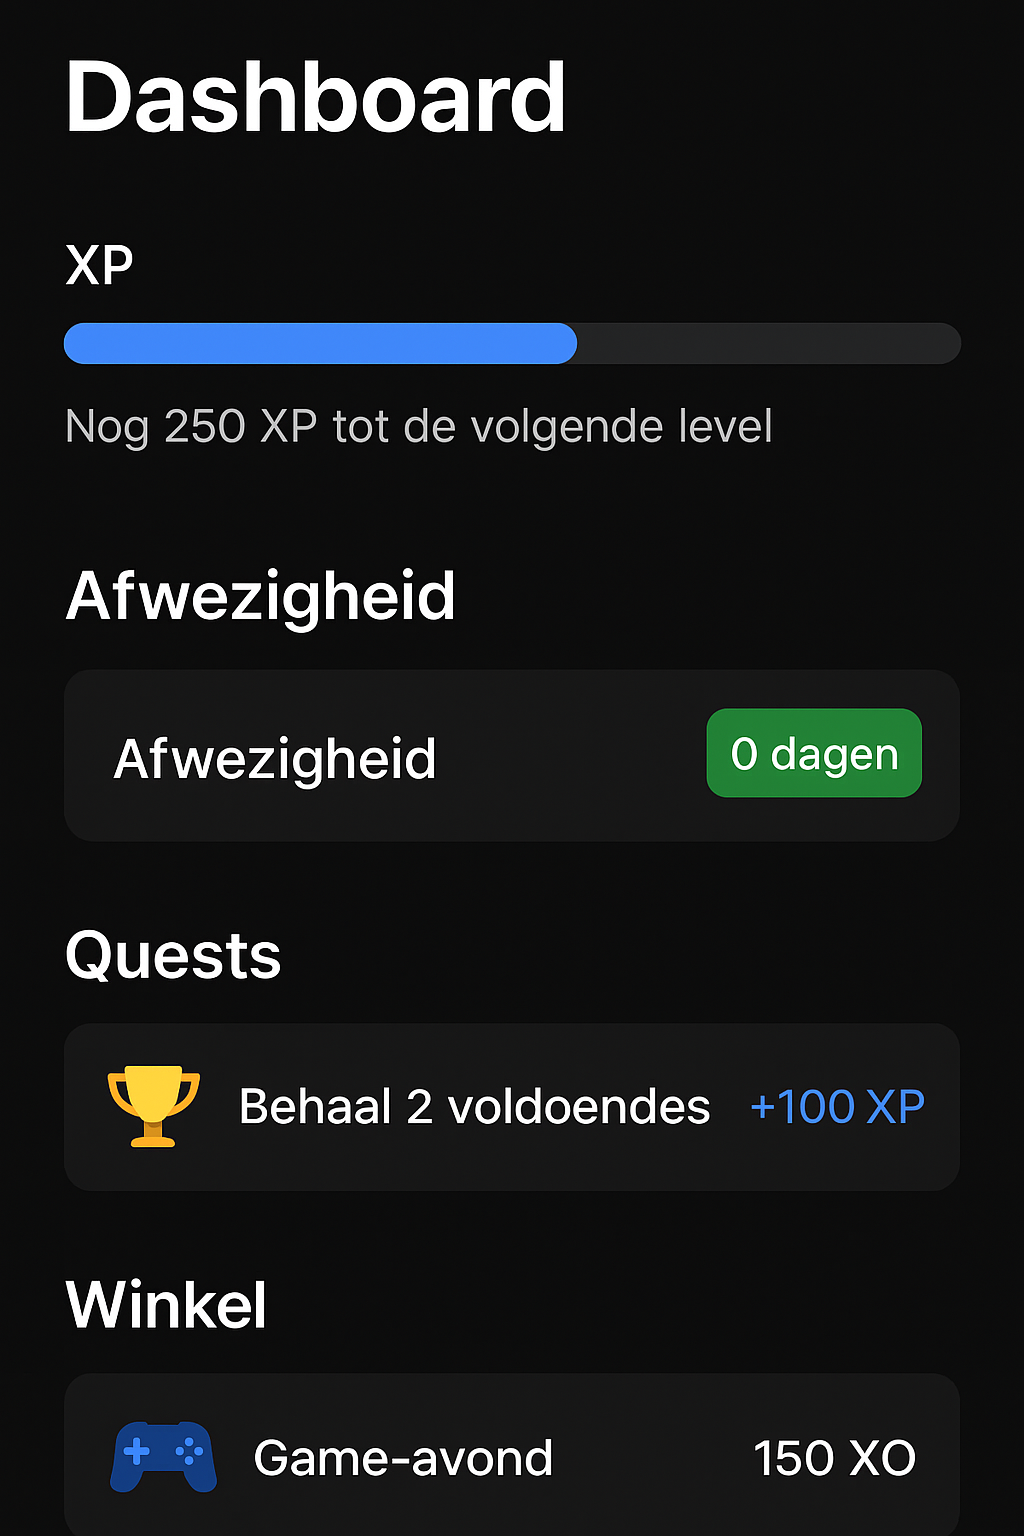 Dashboard
XP
Nog 250 XP tot de volgende level
Afwezigheid
Afwezigheid 0 dagen
Quests
Behaal 2 voldoendes +100 XP
Winkel
Game-avond 150 XO